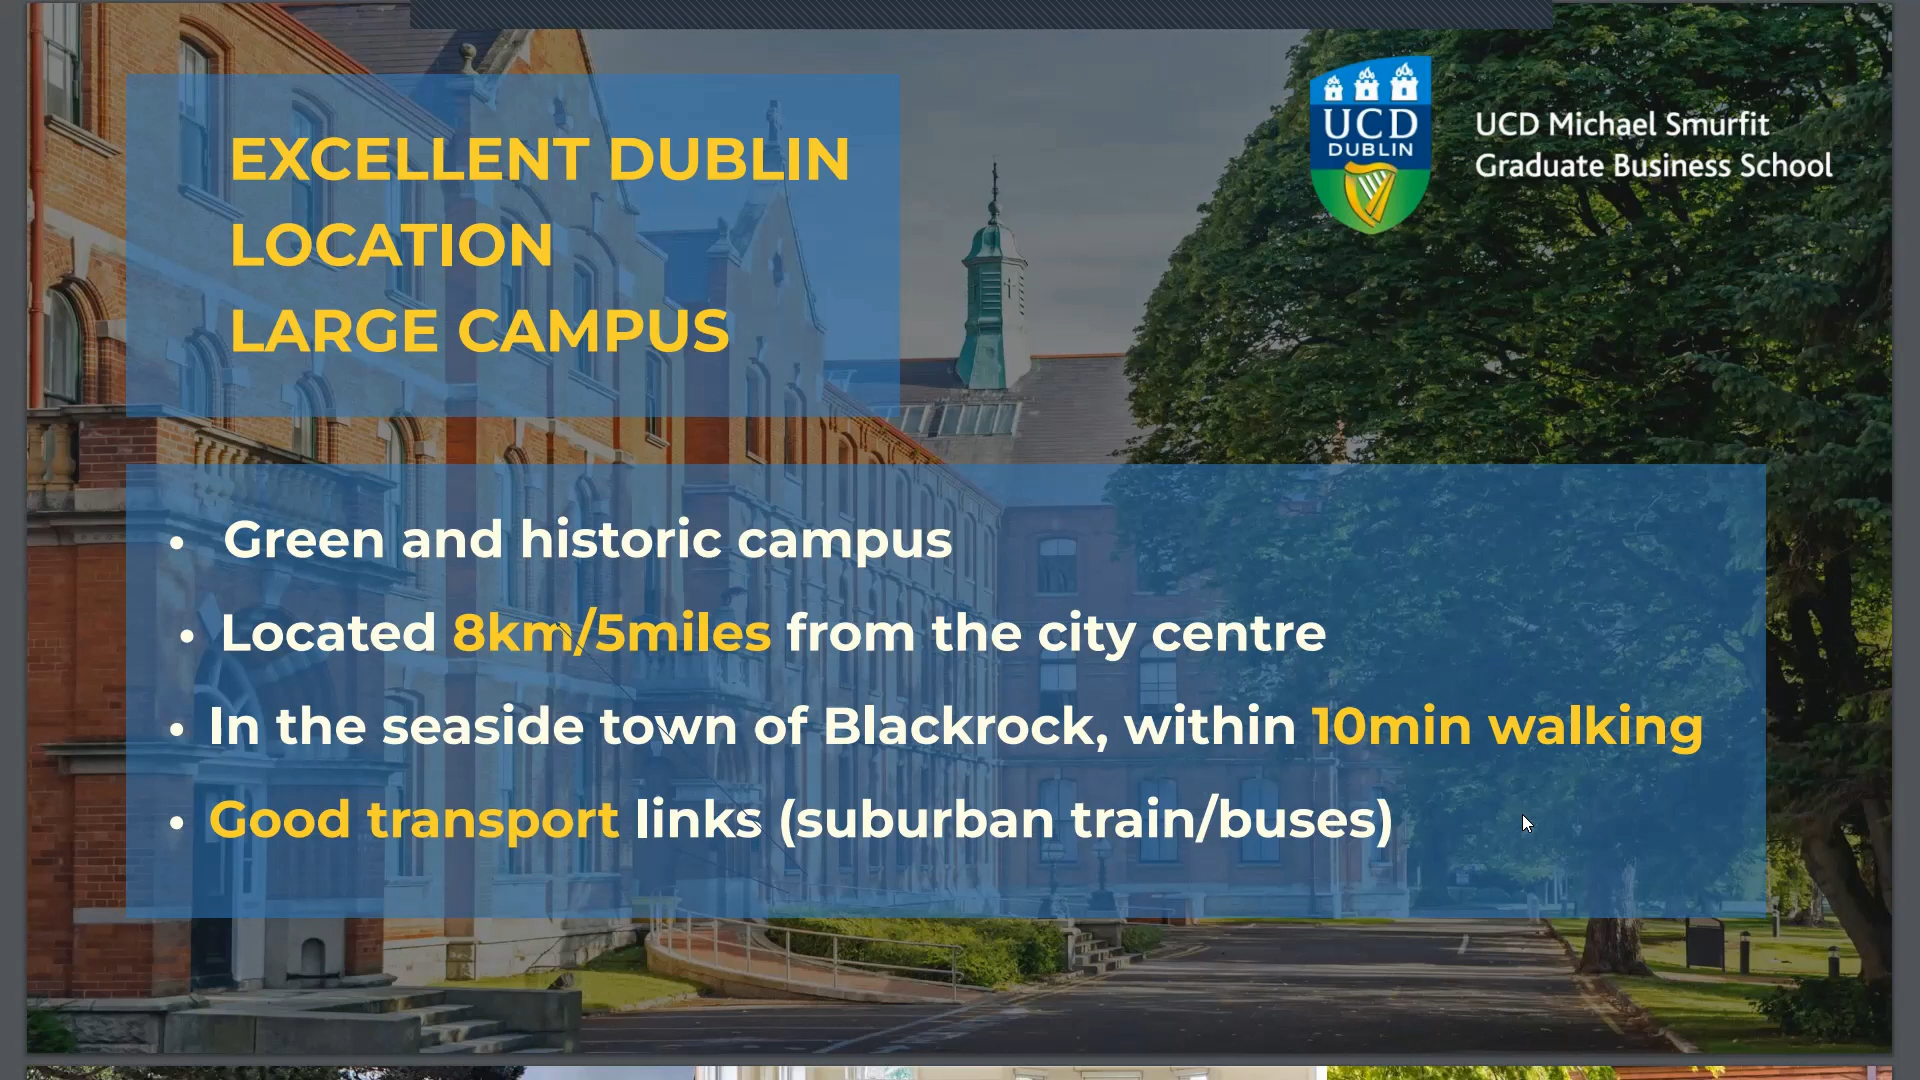 EXCELLENT DUBLIN
LOCATION
LARGE CAMPUS
UCD
DUBLIN
UCD Michael Smurfit
Graduate Business School
• Green and historic campus
• Located 8km/5miles from the city centre
• In the seaside town of Blackrock, within 10min walking
• Good transport links (suburban train/buses)